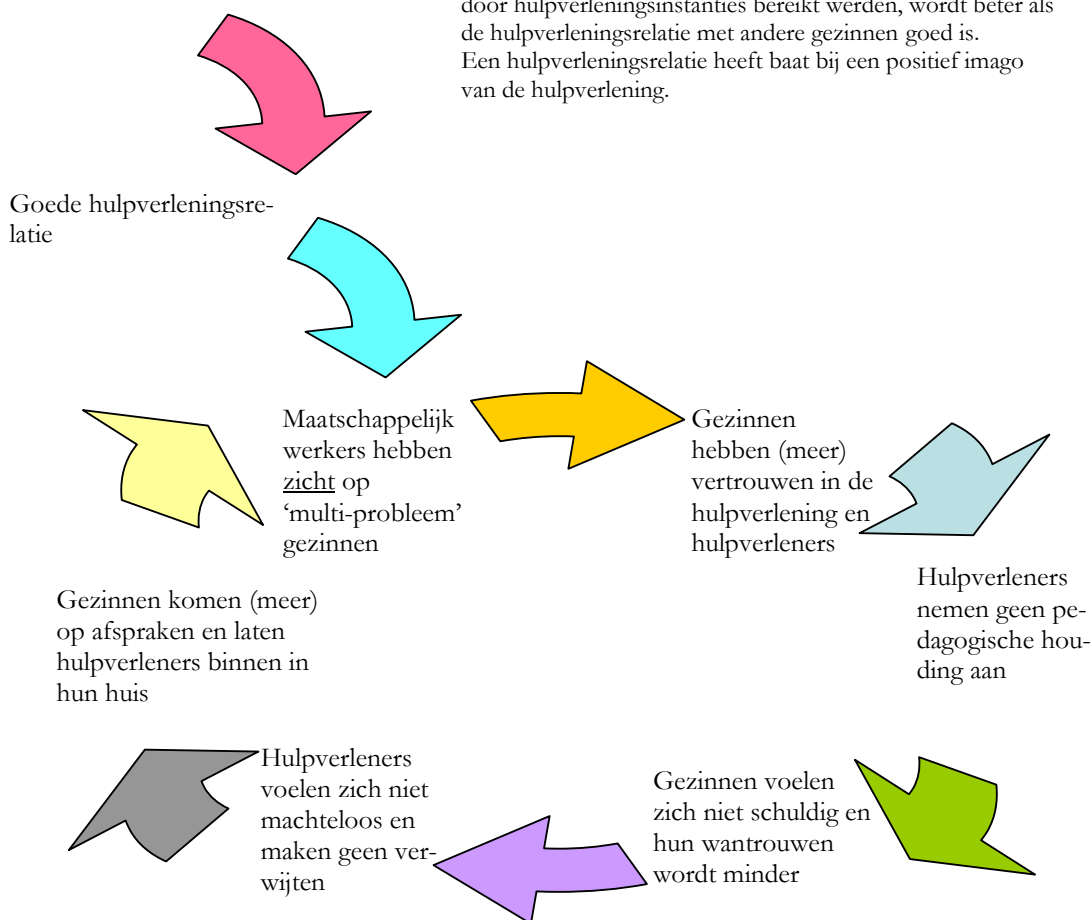 door hulpverleningsinstanties bereikt werden, wordt beter als
de hulpverleningsrelatie met andere gezinnen goed is.
Een hulpverleningsrelatie heeft baat bij een positief imago
van de hulpverlening.
Goede hulpverleningsre-
latie
Maatschappelijk
werkers hebben
zicht op
‘multi-probleem’
gezinnen
Gezinnen
hebben (meer)
vertrouwen in de
hulpverlening en
hulpverleners
Hulpverleners
nemen geen pe-
dagogische hou-
ding aan
Gezinnen voelen
zich niet schuldig en
hun wantrouwen
wordt minder
Hulpverleners
voelen zich niet
machteloos en
maken geen ver-
wijten
Gezinnen komen (meer)
op afspraken en laten
hulpverleners binnen in
hun huis